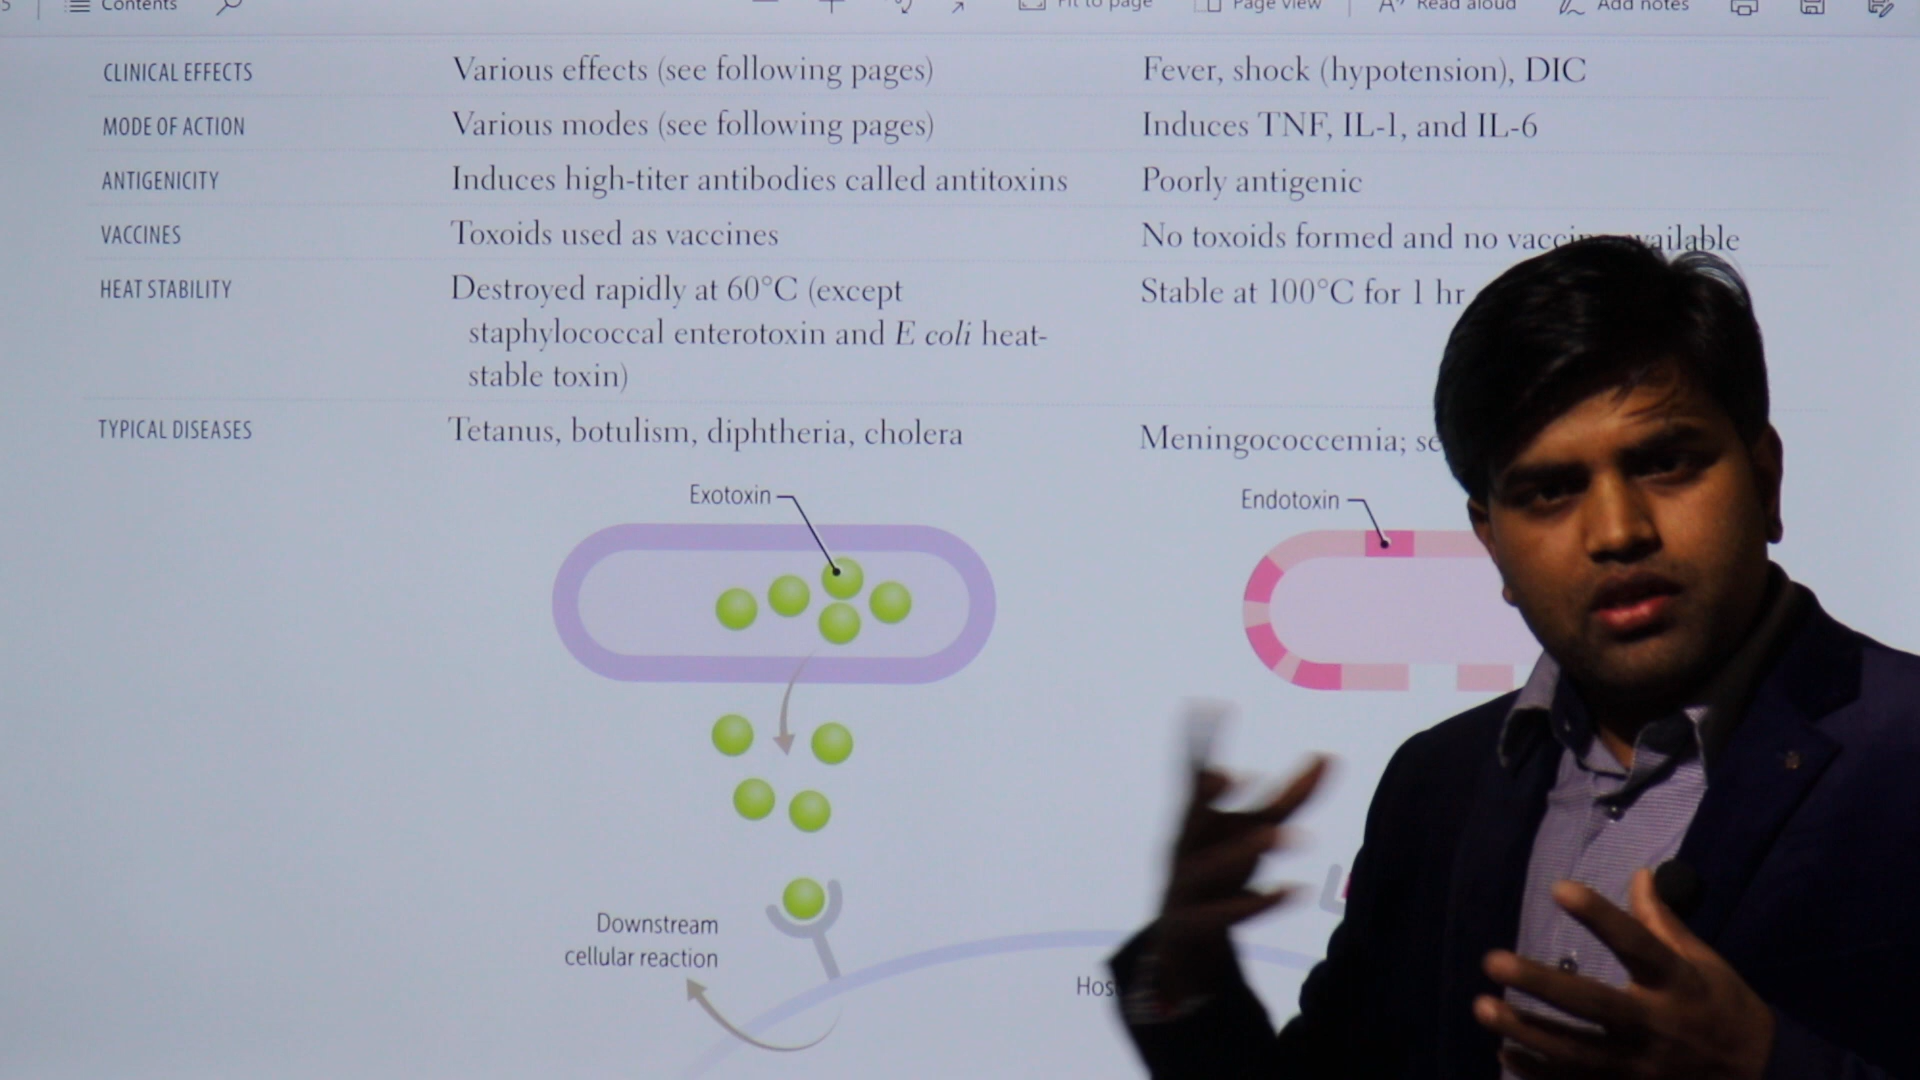 5 Contents Fit to page Page view Read aloud Add notes
CLINICAL EFFECTS Various effects (see following pages) Fever, shock (hypotension), DIC
MODE OF ACTION Various modes (see following pages) Induces TNF, IL-1, and IL-6
ANTIGENICITY Induces high-titer antibodies called antitoxins Poorly antigenic
VACCINES Toxoids used as vaccines No toxoids formed and no vaccine available
HEAT STABILITY Destroyed rapidly at 60°C (except Stable at 100°C for 1 hr
staphylococcal enterotoxin and E coli heat-
stable toxin)
TYPICAL DISEASES Tetanus, botulism, diphtheria, cholera Meningococcemia;
Exotoxin Endotoxin
Downstream
cellular reaction